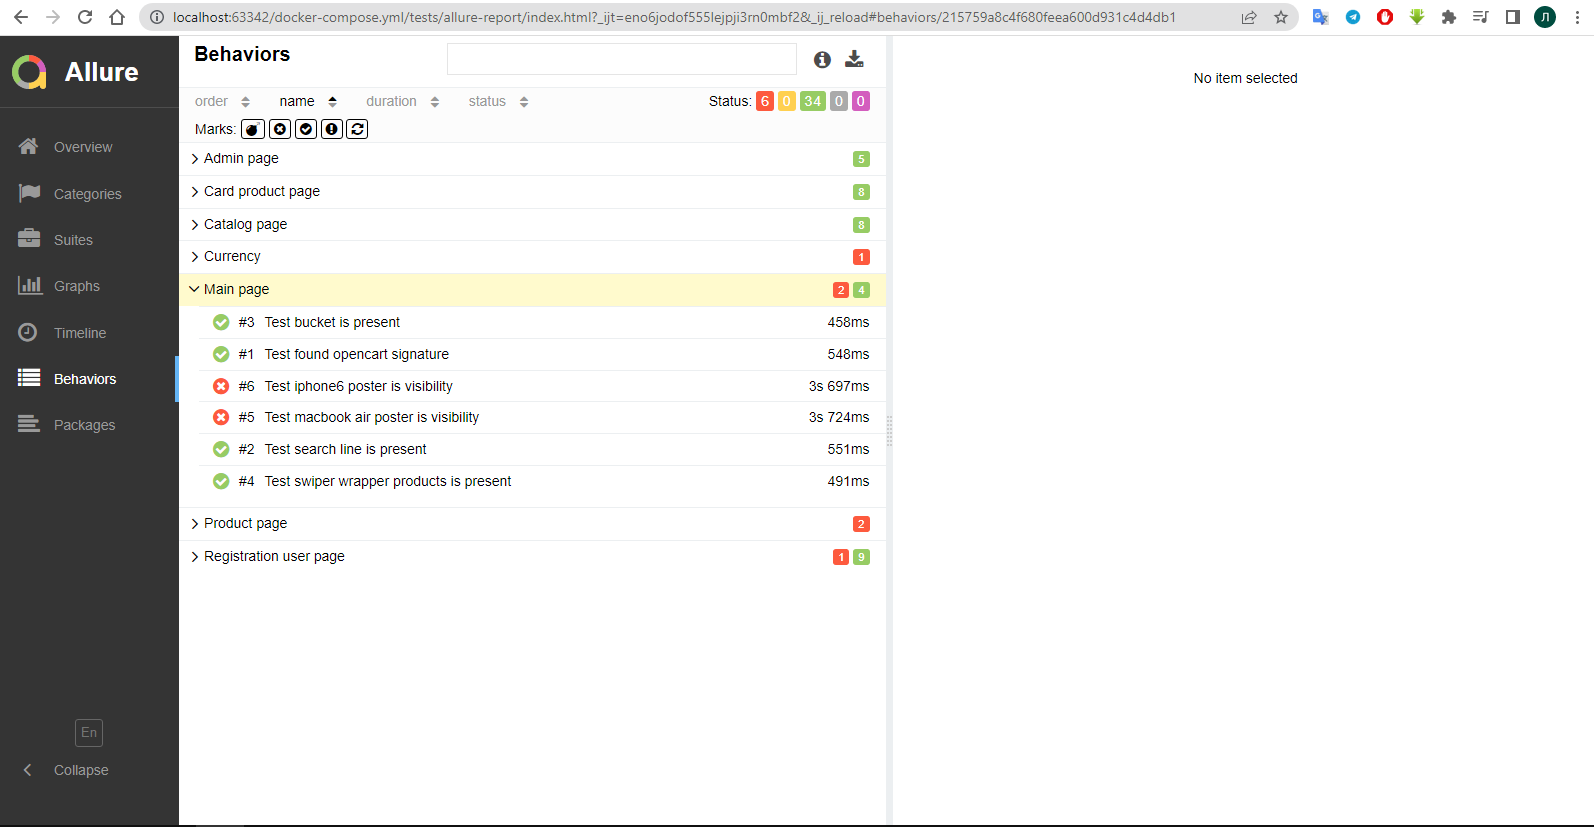 localhost:63342/docker-compose.yml/tests/allure-report/index.html?_ijt=eno6jodof555lejpji3rn0mbf2&_ij_reload#behaviors/215759a8c4f680feea600d931c4d4db1
Л
Allure
Overview
Categories
Suites
Graphs
Timeline
Behaviors
Packages
En
Collapse
Behaviors
order name duration status Status: 6 0 34 0 0
Marks:
Admin page 5
Card product page 8
Catalog page 8
Currency 1
Main page 2 4
#3 Test bucket is present 458ms
#1 Test found opencart signature 548ms
#6 Test iphone6 poster is visibility 3s 697ms
#5 Test macbook air poster is visibility 3s 724ms
#2 Test search line is present 551ms
#4 Test swiper wrapper products is present 491ms
Product page 2
Registration user page 1 9
No item selected